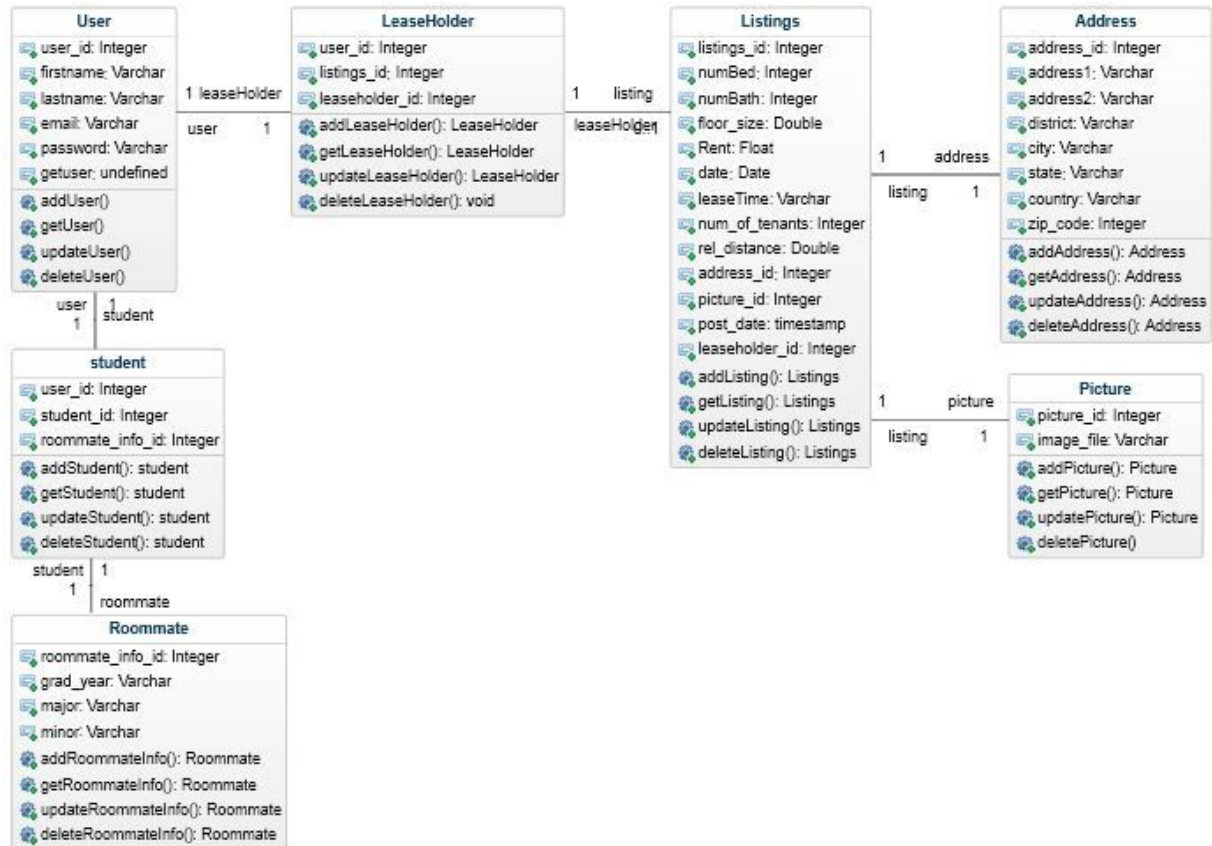 User
user_id: Integer
firstname: Varchar
lastname: Varchar
email: Varchar
password: Varchar
getuser: undefined
addUser()
getUser()
updateUser()
deleteUser()
1 leaseHolder
user 1
LeaseHolder
user_id: Integer
listings_id: Integer
leaseholder_id: Integer
addLeaseHolder(): LeaseHolder
getLeaseHolder(): LeaseHolder
updateLeaseHolder(): LeaseHolder
deleteLeaseHolder(): void
1 listing
leaseHolder
Listings
listings_id: Integer
numBed: Integer
numBath: Integer
floor_size: Double
Rent: Float
date: Date
leaseTime: Varchar
num_of_tenants: Integer
rel_distance: Double
address_id: Integer
picture_id: Integer
post_date: timestamp
leaseholder_id: Integer
addListing(): Listings
getListing(): Listings
updateListing(): Listings
deleteListing(): Listings
1 address
listing 1
Address
address_id: Integer
address1: Varchar
address2: Varchar
district: Varchar
city: Varchar
state: Varchar
country: Varchar
zip_code: Integer
addAddress(): Address
getAddress(): Address
updateAddress(): Address
deleteAddress(): Address
1 picture
listing 1
Picture
picture_id: Integer
image_file: Varchar
addPicture(): Picture
getPicture(): Picture
updatePicture(): Picture
deletePicture()
user 1
1 student
student
user_id: Integer
student_id: Integer
roommate_info_id: Integer
addStudent(): student
getStudent(): student
updateStudent(): student
deleteStudent(): student
student 1
1
roommate
Roommate
roommate_info_id: Integer
grad_year: Varchar
major: Varchar
minor: Varchar
addRoommateInfo(): Roommate
getRoommateInfo(): Roommate
updateRoommateInfo(): Roommate
deleteRoommateInfo(): Roommate